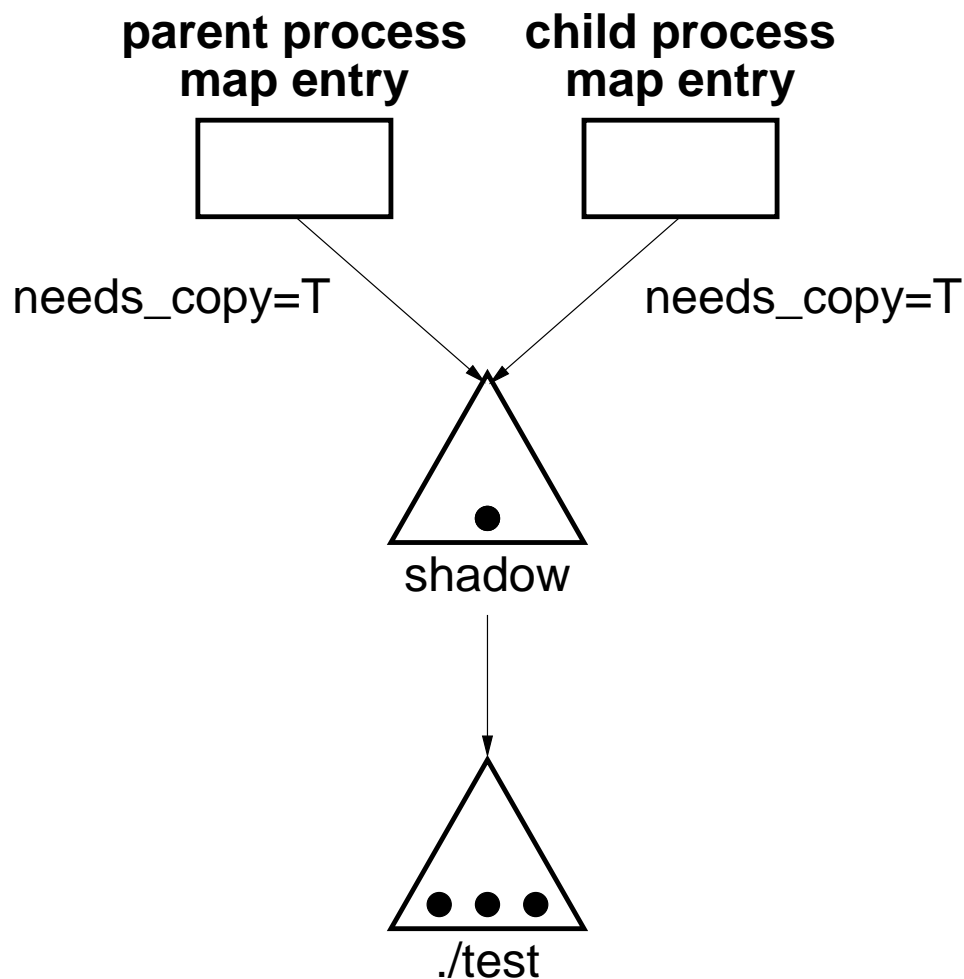 parent process
map entry
child process
map entry
needs_copy=T
needs_copy=T
shadow
./test